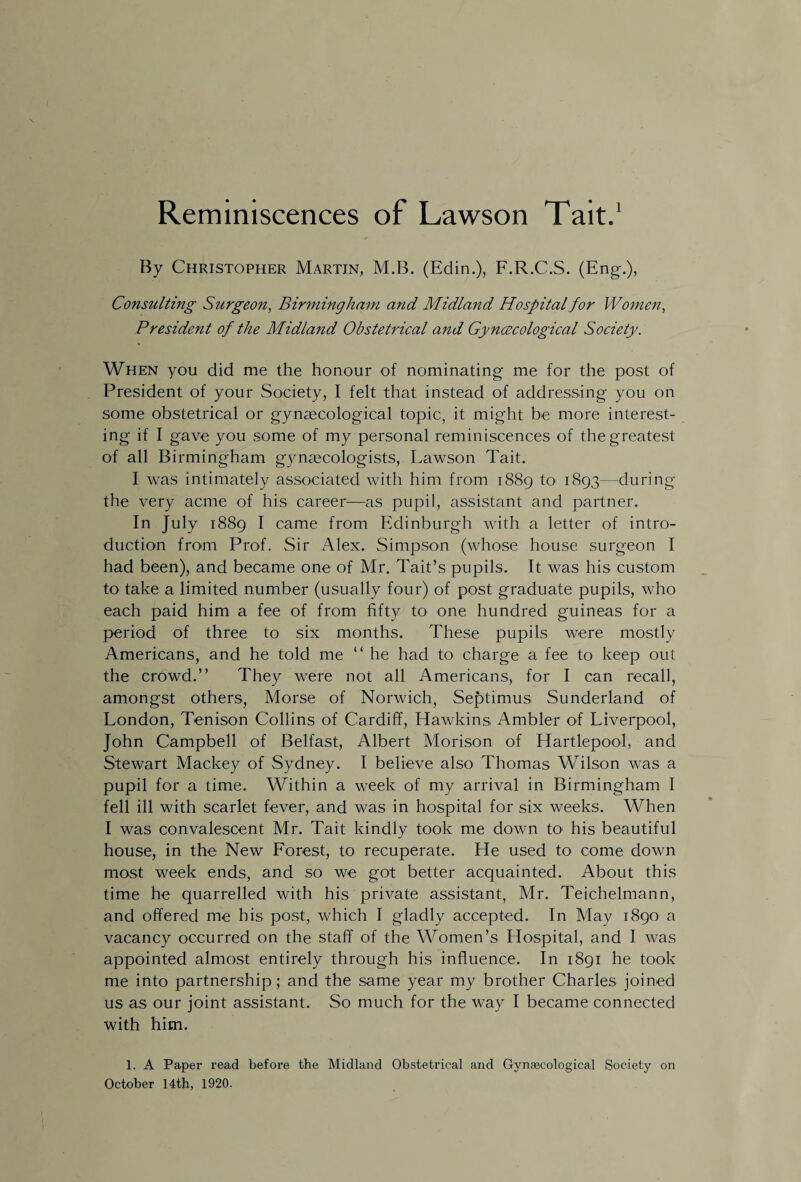 Reminiscences of Lawson Tait.¹
By Christopher Martin, M.B. (Edin.), F.R.C.S. (Eng.),
Consulting Surgeon, Birmingham and Midland Hospital for Women,
President of the Midland Obstetrical and Gynæcological Society.
When you did me the honour of nominating me for the post of
President of your Society, I felt that instead of addressing you on
some obstetrical or gynæcological topic, it might be more interest-
ing if I gave you some of my personal reminiscences of the greatest
of all Birmingham gynæcologists, Lawson Tait.
I was intimately associated with him from 1889 to 1893—during
the very acme of his career—as pupil, assistant and partner.
In July 1889 I came from Edinburgh with a letter of intro-
duction from Prof. Sir Alex. Simpson (whose house surgeon I
had been), and became one of Mr. Tait's pupils. It was his custom
to take a limited number (usually four) of post graduate pupils, who
each paid him a fee of from fifty to one hundred guineas for a
period of three to six months. These pupils were mostly
Americans, and he told me “ he had to charge a fee to keep out
the crowd.” They were not all Americans, for I can recall,
amongst others, Morse of Norwich, Septimus Sunderland of
London, Tenison Collins of Cardiff, Hawkins Ambler of Liverpool,
John Campbell of Belfast, Albert Morison of Hartlepool, and
Stewart Mackey of Sydney. I believe also Thomas Wilson was a
pupil for a time. Within a week of my arrival in Birmingham I
fell ill with scarlet fever, and was in hospital for six weeks. When
I was convalescent Mr. Tait kindly took me down to his beautiful
house, in the New Forest, to recuperate. He used to come down
most week ends, and so we got better acquainted. About this
time he quarrelled with his private assistant, Mr. Teichelmann,
and offered me his post, which I gladly accepted. In May 1890 a
vacancy occurred on the staff of the Women's Hospital, and I was
appointed almost entirely through his influence. In 1891 he took
me into partnership; and the same year my brother Charles joined
us as our joint assistant. So much for the way I became connected
with him.
1. A Paper read before the Midland Obstetrical and Gynæcological Society on
October 14th, 1920.